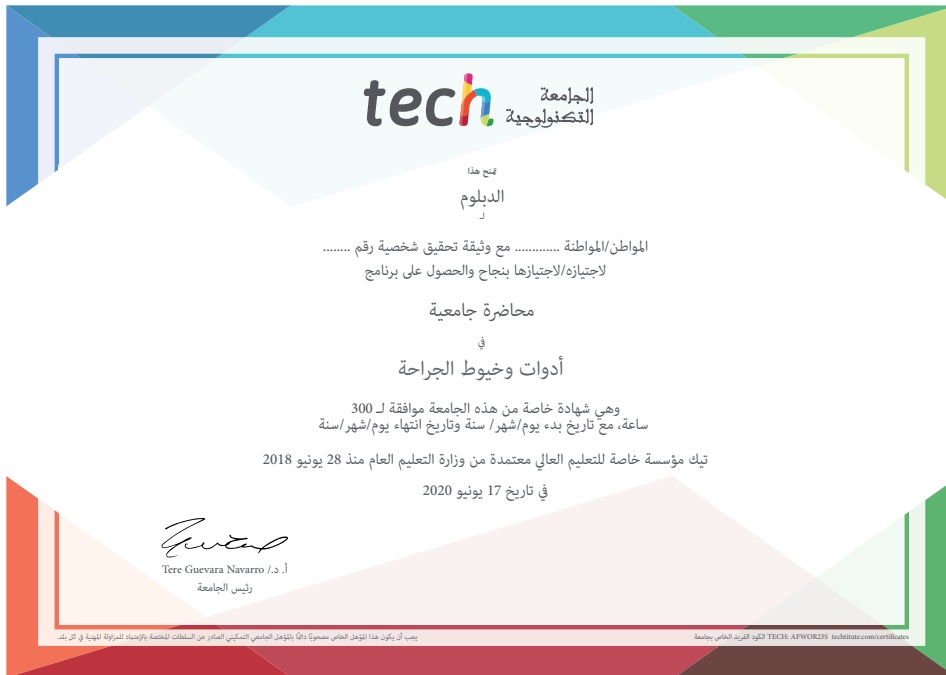 tech الجامعة
التكنولوجية
يمنح هذا
الدبلوم
لـ
المواطن/المواطنة ............. مع وثيقة تحقيق شخصية رقم ........
لاجتيازه/لاجتيازها بنجاح والحصول على برنامج
محاضرة جامعية
في
أدوات وخيوط الجراحة
وهي شهادة خاصة من هذه الجامعة موافقة لـ 300
ساعة، مع تاريخ بدء يوم/شهر/ سنة وتاريخ انتهاء يوم/شهر/سنة
تيك مؤسسة خاصة للتعليم العالي معتمدة من وزارة التعليم العام منذ 28 يونيو 2018
في تاريخ 17 يونيو 2020
أ. د./ Tere Guevara Navarro
رئيس الجامعة
يجب أن يكون هذا المؤهل الخاص مصحوبًا دائمًا بالمؤهل الجامعي التمكيني الصادر عن السلطات المختصة بالإعتماد للمزاولة المهنية في كل بلد.
الكود الفريد الخاص بجامعة TECH: AFWOR23S techtitute.com/certificates